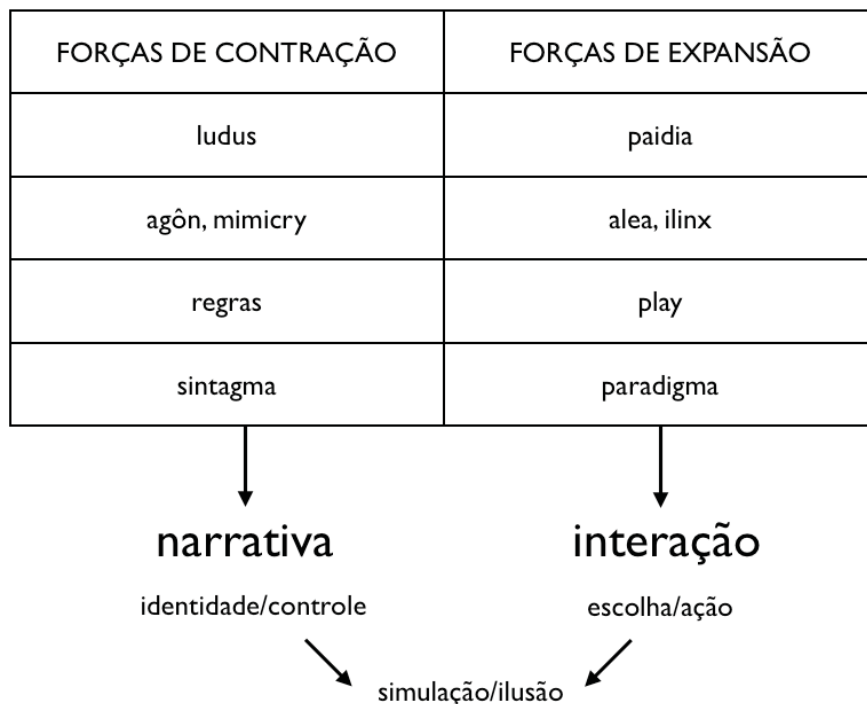 FORÇAS DE CONTRAÇÃO
FORÇAS DE EXPANSÃO
ludus
paidia
agôn, mimicry
alea, ilinx
regras
play
sintagma
paradigma
narrativa
interação
identidade/controle
escolha/ação
simulação/ilusão